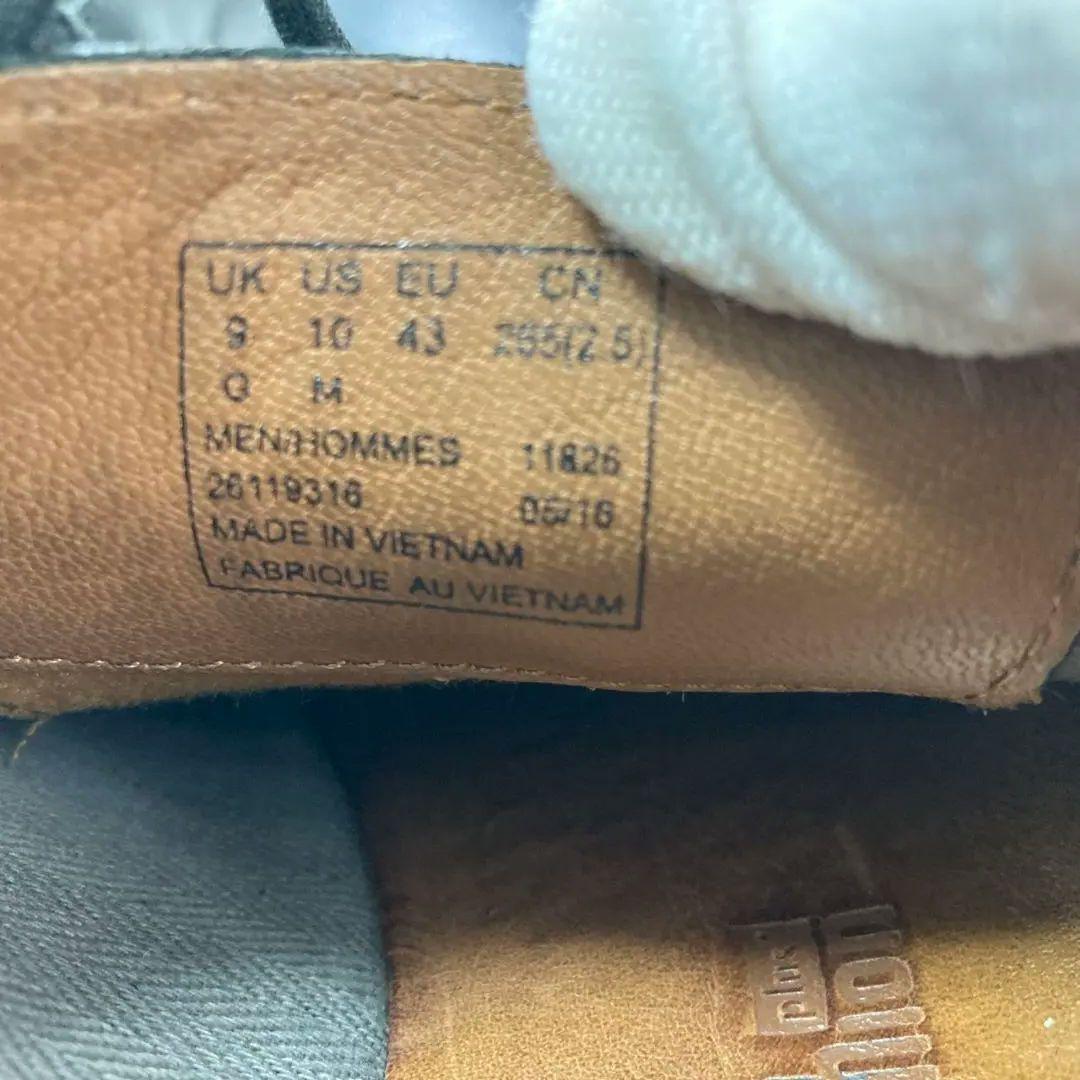 UK US EU CN
9 10 43 265(2.5)
G M
MEN/HOMMES 11826
26119316 05/16
MADE IN VIETNAM
FABRIQUE AU VIETNAM
plus